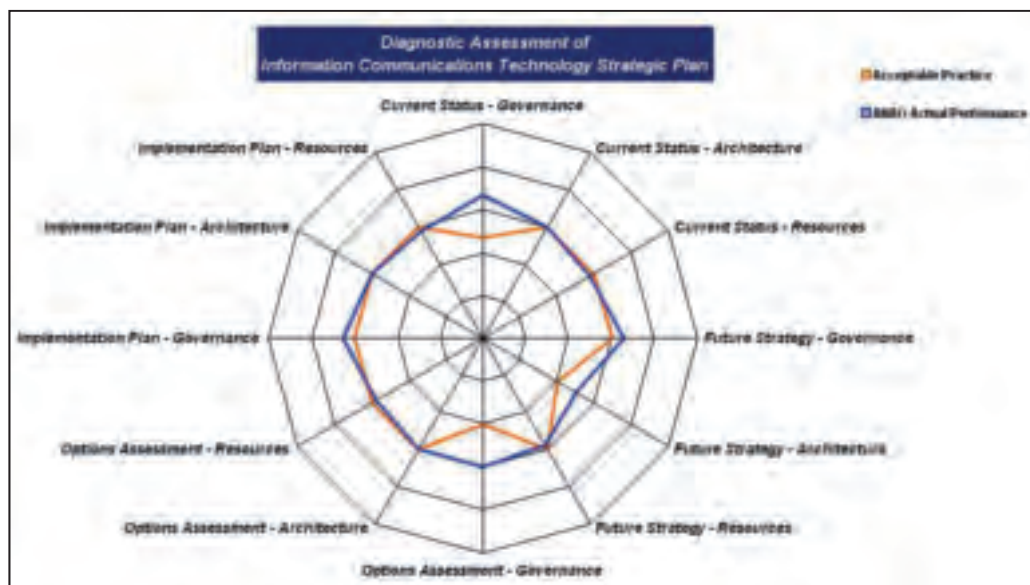 Diagnostic Assessment of
Information Communications Technology Strategic Plan
Acceptable Practice
Actual Performance
Current Status - Governance
Implementation Plan - Resources
Current Status - Architecture
Implementation Plan - Architecture
Current Status - Resources
Implementation Plan - Governance
Future Strategy - Governance
Options Assessment - Resources
Future Strategy - Architecture
Options Assessment - Architecture
Future Strategy - Resources
Options Assessment - Governance